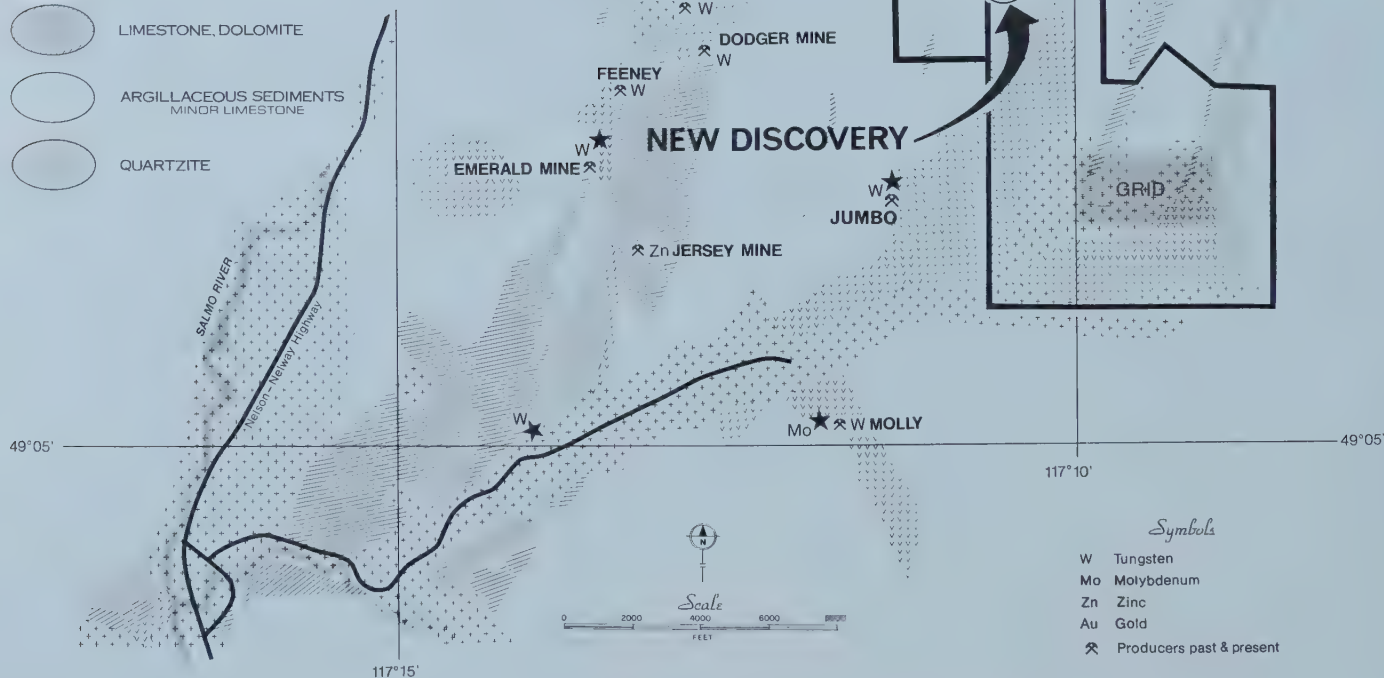 LIMESTONE, DOLOMITE
ARGILLACEOUS SEDIMENTS
MINOR LIMESTONE
QUARTZITE
W
DODGER MINE
W
FEENEY
W
NEW DISCOVERY
W
EMERALD MINE
W
JUMBO
GRID
Zn JERSEY MINE
SALMO RIVER
Nelson-Nelway Highway
W
Mo
W MOLLY
49°05'
49°05'
117°10'
117°15'
N
Scale
0 2000 4000 6000
FEET
Symbols
W Tungsten
Mo Molybdenum
Zn Zinc
Au Gold
Producers past & present